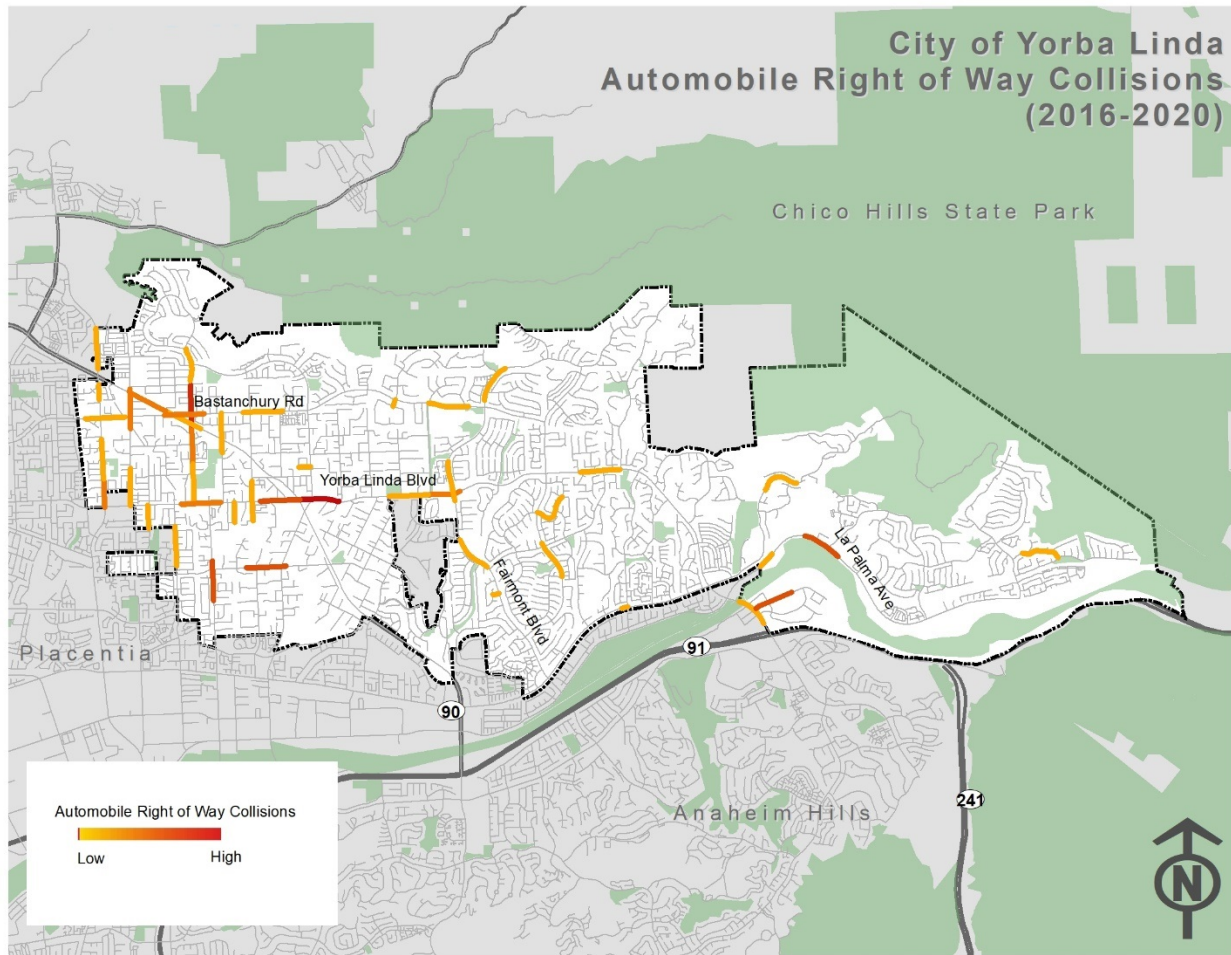 City of Yorba Linda
Automobile Right of Way Collisions
(2016-2020)
Chico Hills State Park
Bastanchury Rd
Yorba Linda Blvd
La Palma Ave
Fairmont Blvd
Placentia
91
90
241
Anaheim Hills
Automobile Right of Way Collisions
Low High
N